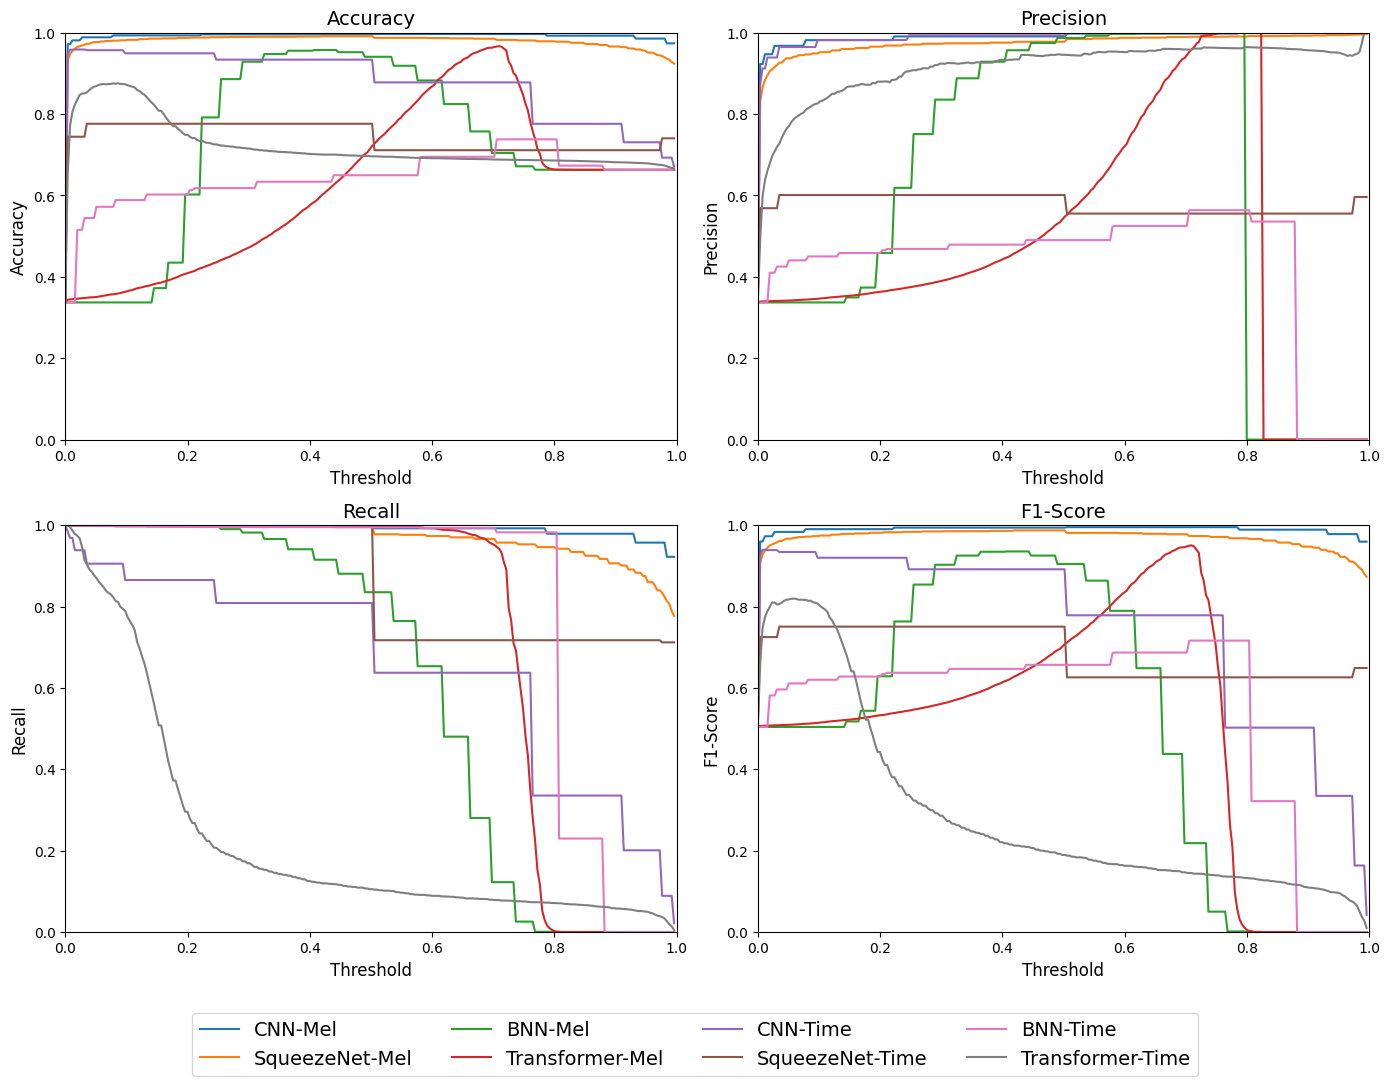 Accuracy
Accuracy
1.0
0.8
0.6
0.4
0.2
0.0
0.0 0.2 0.4 0.6 0.8 1.0
Threshold
Precision
Precision
1.0
0.8
0.6
0.4
0.2
0.0
0.0 0.2 0.4 0.6 0.8 1.0
Threshold
Recall
Recall
1.0
0.8
0.6
0.4
0.2
0.0
0.0 0.2 0.4 0.6 0.8 1.0
Threshold
F1-Score
F1-Score
1.0
0.8
0.6
0.4
0.2
0.0
0.0 0.2 0.4 0.6 0.8 1.0
Threshold
CNN-Mel BNN-Mel CNN-Time BNN-Time
SqueezeNet-Mel Transformer-Mel SqueezeNet-Time Transformer-Time